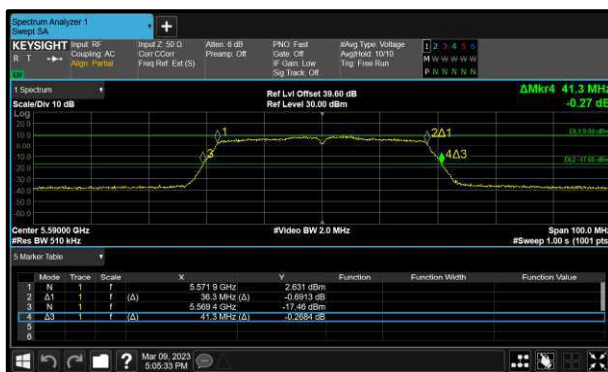 Spectrum Analyzer 1
Swept SA
KEYSIGHT
R T
Input: RF
Coupling: AC
Align: Partial
Input Z: 50 Ω
Corr CCorr
Freq Ref: Ext (S)
Atten: 6 dB
Preamp: Off
PNO: Fast
Gate: Off
IF Gain: Low
Sig Track: Off
#Avg Type: Voltage
Avg|Hold: 10/10
Trig: Free Run
1 2 3 4 5 6
M W W W W W
P N N N N N
1 Spectrum
Scale/Div 10 dB
Ref Lvl Offset 39.60 dB
Ref Level 30.00 dBm
ΔMkr4 41.3 MHz
-0.27 dB
Log
20.0
10.0
0.00
-10.0
-20.0
-30.0
-40.0
-50.0
-60.0
1
2Δ1
3
4Δ3
DL1 9.00 dBm
DL2 -17.00 dBm
Center 5.59000 GHz
#Video BW 2.0 MHz
Span 100.0 MHz
#Res BW 510 kHz
#Sweep 1.00 s (1001 pts)
5 Marker Table
Mode Trace Scale X Y Function Function Width Function Value
1 N 1 f 5.571 9 GHz 2.631 dBm
2 Δ1 1 f (Δ) 36.3 MHz (Δ) -0.6913 dB
3 N 1 f 5.569 4 GHz -17.46 dBm
4 Δ3 1 f (Δ) 41.3 MHz (Δ) -0.2684 dB
5
6
Mar 09, 2023
5:05:33 PM